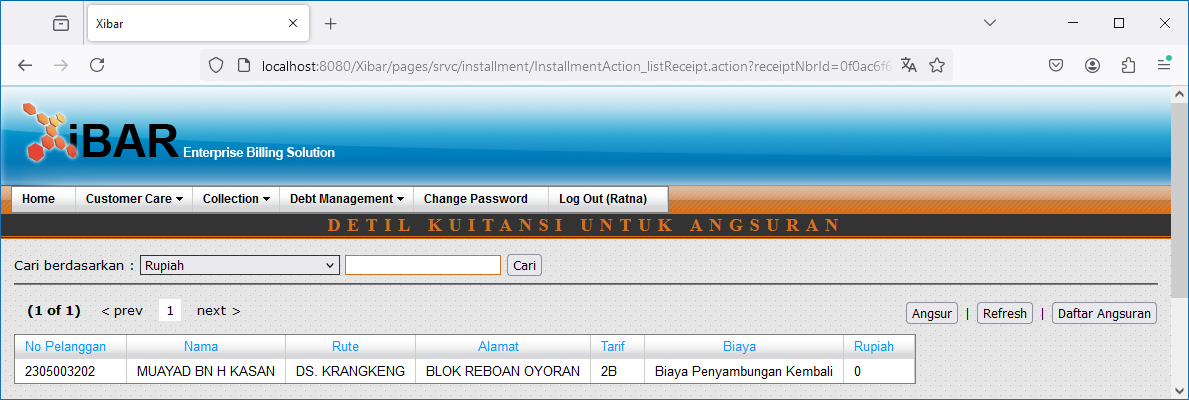 Xibar
localhost:8080/Xibar/pages/srvc/installment/InstallmentAction_listReceipt.action?receiptNbrId=0f0ac6f6
iBAR Enterprise Billing Solution
Home Customer Care Collection Debt Management Change Password Log Out (Ratna)
DETIL KUITANSI UNTUK ANGSURAN
Cari berdasarkan : Rupiah Cari
(1 of 1) < prev 1 next > Angsur | Refresh | Daftar Angsuran
No Pelanggan Nama Rute Alamat Tarif Biaya Rupiah
2305003202 MUAYAD BN H KASAN DS. KRANGKENG BLOK REBOAN OYORAN 2B Biaya Penyambungan Kembali 0